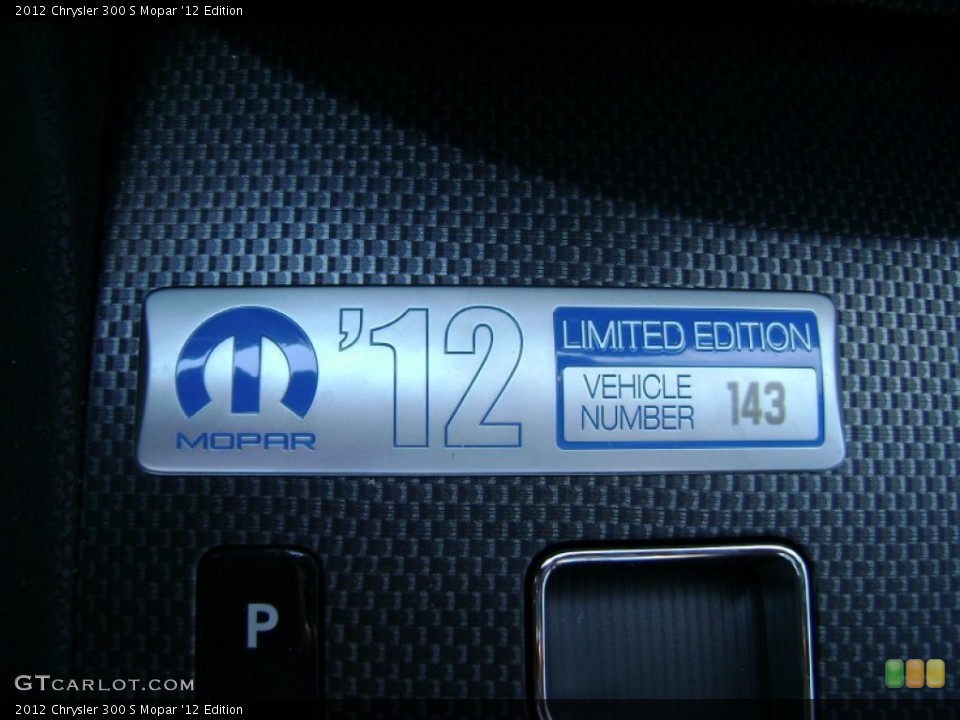 2012 Chrysler 300 S Mopar '12 Edition
MOPAR
'12
LIMITED EDITION
VEHICLE
NUMBER
143
P
GTCARLOT.COM
2012 Chrysler 300 S Mopar '12 Edition